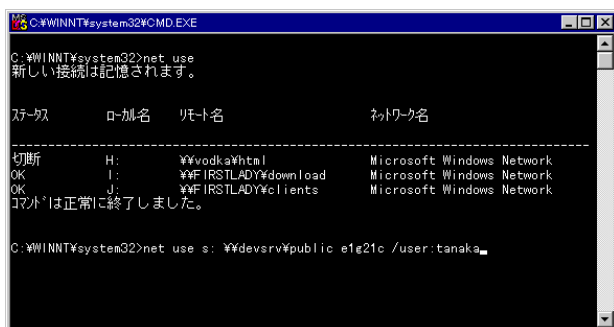 C:¥WINNT¥system32¥CMD.EXE
C:¥WINNT¥system32>net use
新しい接続は記憶されます。
ｽﾃｰﾀｽ ﾛｰｶﾙ名 ﾘﾓｰﾄ名 ﾈｯﾄﾜｰｸ名
-------------------------------------------------------------------------------
切断 H: ¥¥vodka¥html Microsoft Windows Network
OK I: ¥¥FIRSTLADY¥download Microsoft Windows Network
OK J: ¥¥FIRSTLADY¥clients Microsoft Windows Network
ｺﾏﾝﾄﾞは正常に終了しました。
C:¥WINNT¥system32>net use s: ¥¥devsrv¥public e1g21c /user:tanaka_